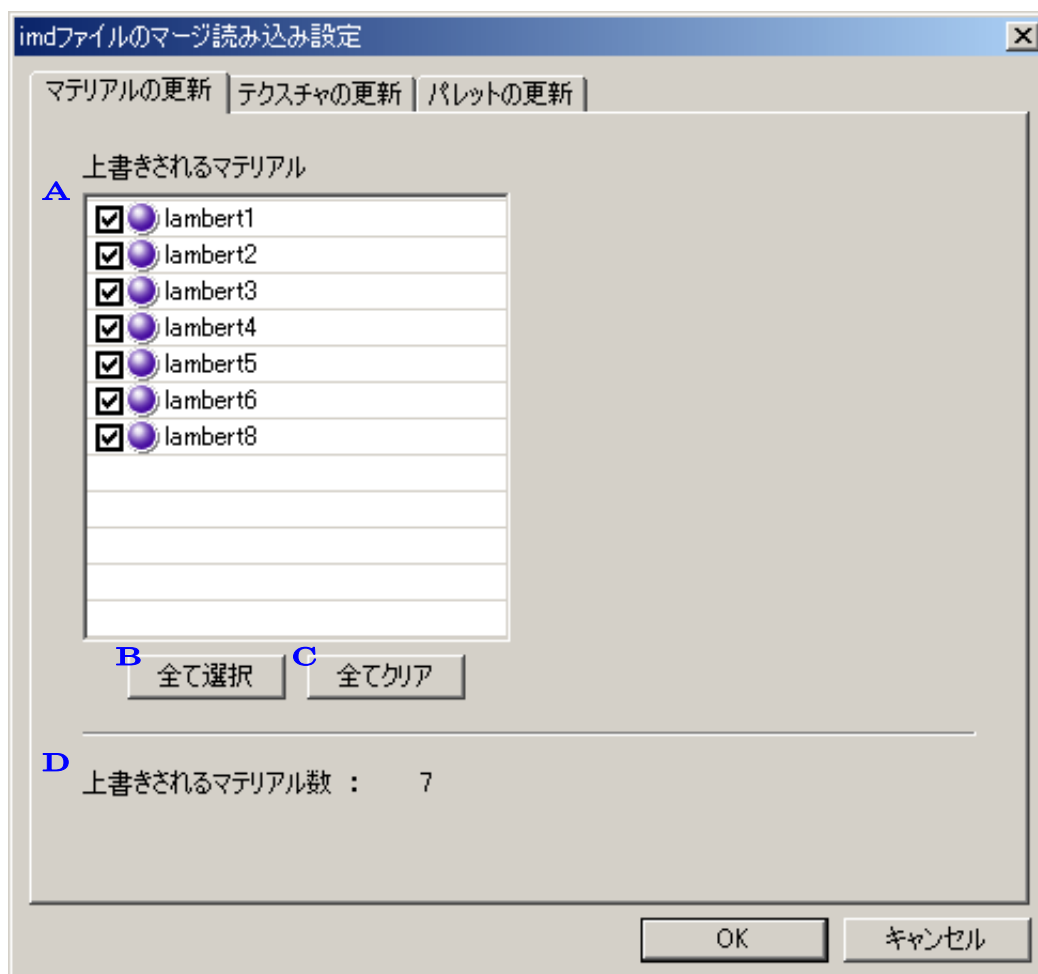 imdファイルのマージ読み込み設定
マテリアルの更新 テクスチャの更新 パレットの更新
上書きされるマテリアル
A
lambert1
lambert2
lambert3
lambert4
lambert5
lambert6
lambert8
B C
全て選択 全てクリア
D
上書きされるマテリアル数 : 7
OK キャンセル